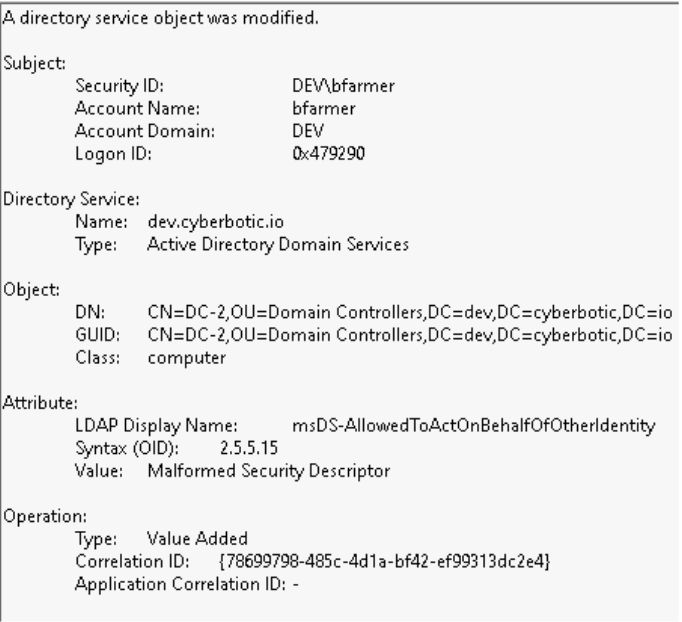 A directory service object was modified.
Subject:
Security ID: DEV\bfarmer
Account Name: bfarmer
Account Domain: DEV
Logon ID: 0x479290
Directory Service:
Name: dev.cyberbotic.io
Type: Active Directory Domain Services
Object:
DN: CN=DC-2,OU=Domain Controllers,DC=dev,DC=cyberbotic,DC=io
GUID: CN=DC-2,OU=Domain Controllers,DC=dev,DC=cyberbotic,DC=io
Class: computer
Attribute:
LDAP Display Name: msDS-AllowedToActOnBehalfOfOtherIdentity
Syntax (OID): 2.5.5.15
Value: Malformed Security Descriptor
Operation:
Type: Value Added
Correlation ID: {78699798-485c-4d1a-bf42-ef99313dc2e4}
Application Correlation ID: -